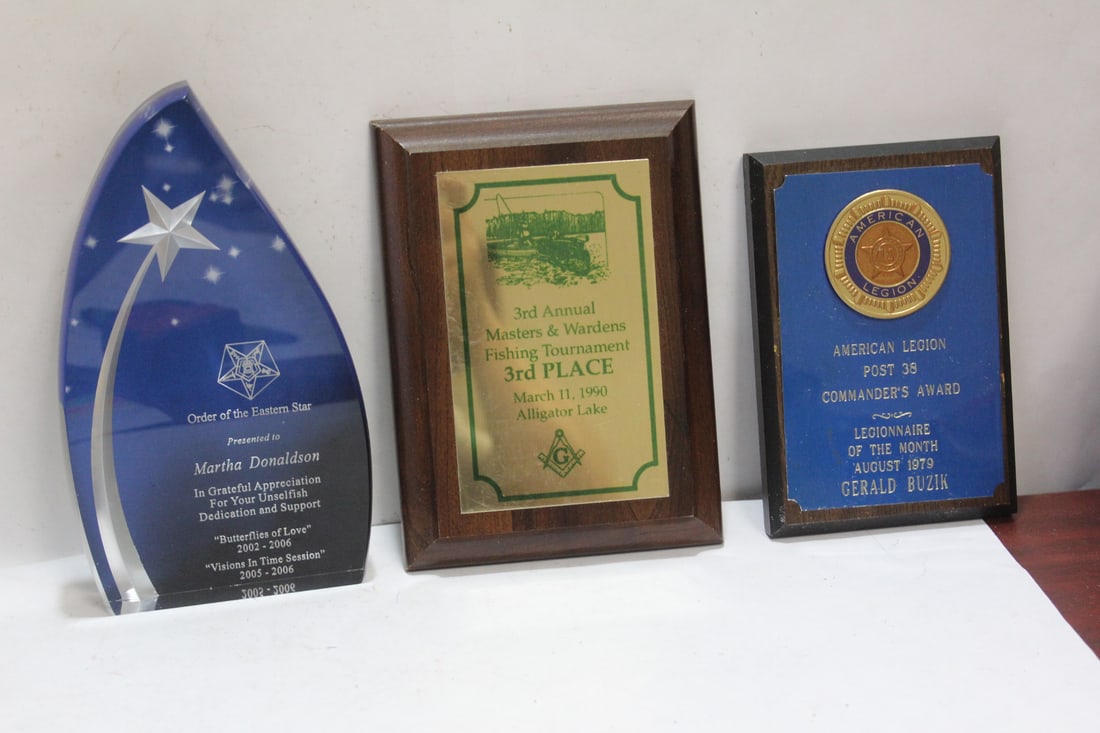 Order of the Eastern Star
Presented to
Martha Donaldson
In Grateful Appreciation
For Your Unselfish
Dedication and Support
"Butterflies of Love"
2002 - 2006
"Visions In Time Session"
2005 - 2006
3rd Annual
Masters & Wardens
Fishing Tournament
3rd PLACE
March 11, 1990
Alligator Lake
G
AMERICAN
LEGION
AMERICAN LEGION
POST 38
COMMANDER'S AWARD
LEGIONNAIRE
OF THE MONTH
AUGUST 1979
GERALD BUZIK